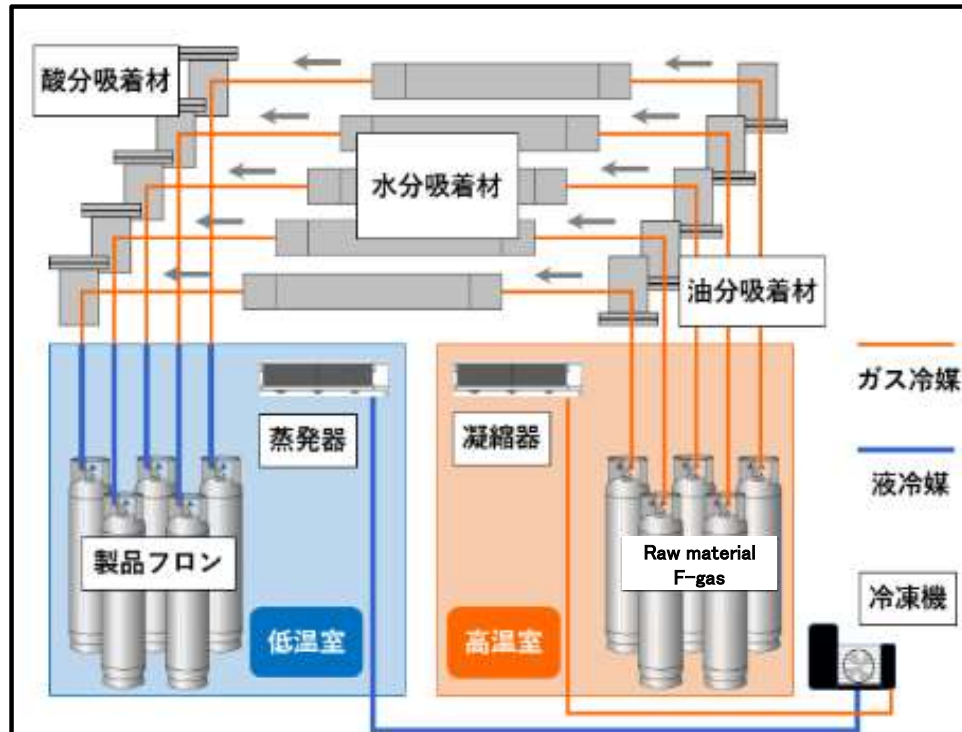 酸分吸着材
水分吸着材
油分吸着材
ガス冷媒
蒸発器
凝縮器
液冷媒
製品フロン
Raw material
F-gas
冷凍機
低温室
高温室